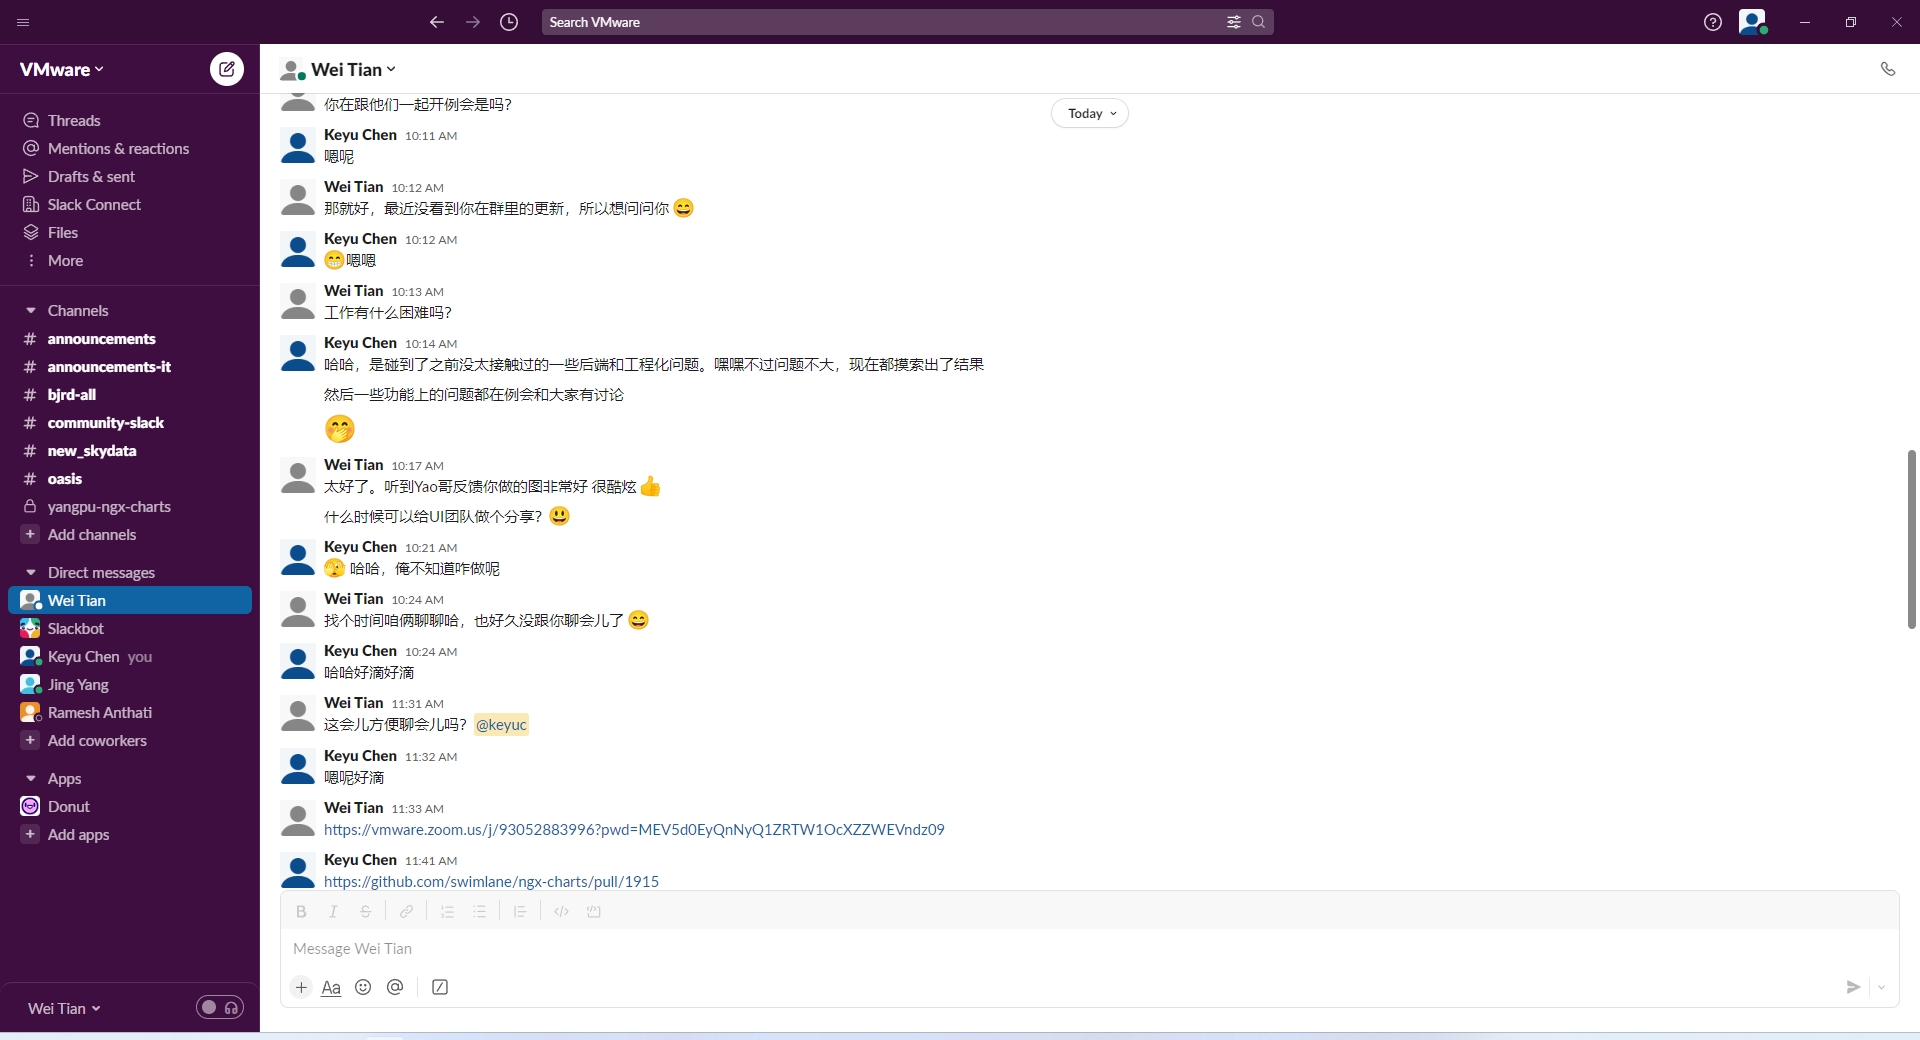 Search VMware
VMware
Threads
Mentions & reactions
Drafts & sent
Slack Connect
Files
More
Channels
# announcements
# announcements-it
# bjrd-all
# community-slack
# new_skydata
# oasis
yangpu-ngx-charts
+ Add channels
Direct messages
Wei Tian
Slackbot
Keyu Chen you
Jing Yang
Ramesh Anthati
+ Add coworkers
Apps
Donut
+ Add apps
Wei Tian
Wei Tian
Today
你在跟他们一起开例会是吗?
Keyu Chen 10:11 AM
嗯呢
Wei Tian 10:12 AM
那就好，最近没看到你在群里的更新，所以想问问你😄
Keyu Chen 10:12 AM
😁嗯嗯
Wei Tian 10:13 AM
工作有什么困难吗?
Keyu Chen 10:14 AM
哈哈，是碰到了之前没太接触过的一些后端和工程化问题。嘿嘿不过问题不大，现在都摸索出了结果
然后一些功能上的问题都在例会和大家有讨论
🤭
Wei Tian 10:17 AM
太好了。听到Yao哥反馈你做的图非常好 很酷炫👍
什么时候可以给UI团队做个分享? 😃
Keyu Chen 10:21 AM
🫣 哈哈，俺不知道咋做呢
Wei Tian 10:24 AM
找个时间咱俩聊聊哈，也好久没跟你聊会儿了😄
Keyu Chen 10:24 AM
哈哈好滴好滴
Wei Tian 11:31 AM
这会儿方便聊会儿吗? @keyuc
Keyu Chen 11:32 AM
嗯呢好滴
Wei Tian 11:33 AM
https://vmware.zoom.us/j/93052883996?pwd=MEV5d0EyQnNyQ1ZRTW1OcXZZWEVndz09
Keyu Chen 11:41 AM
https://github.com/swimlane/ngx-charts/pull/1915
B I S
Message Wei Tian
+ Aa @